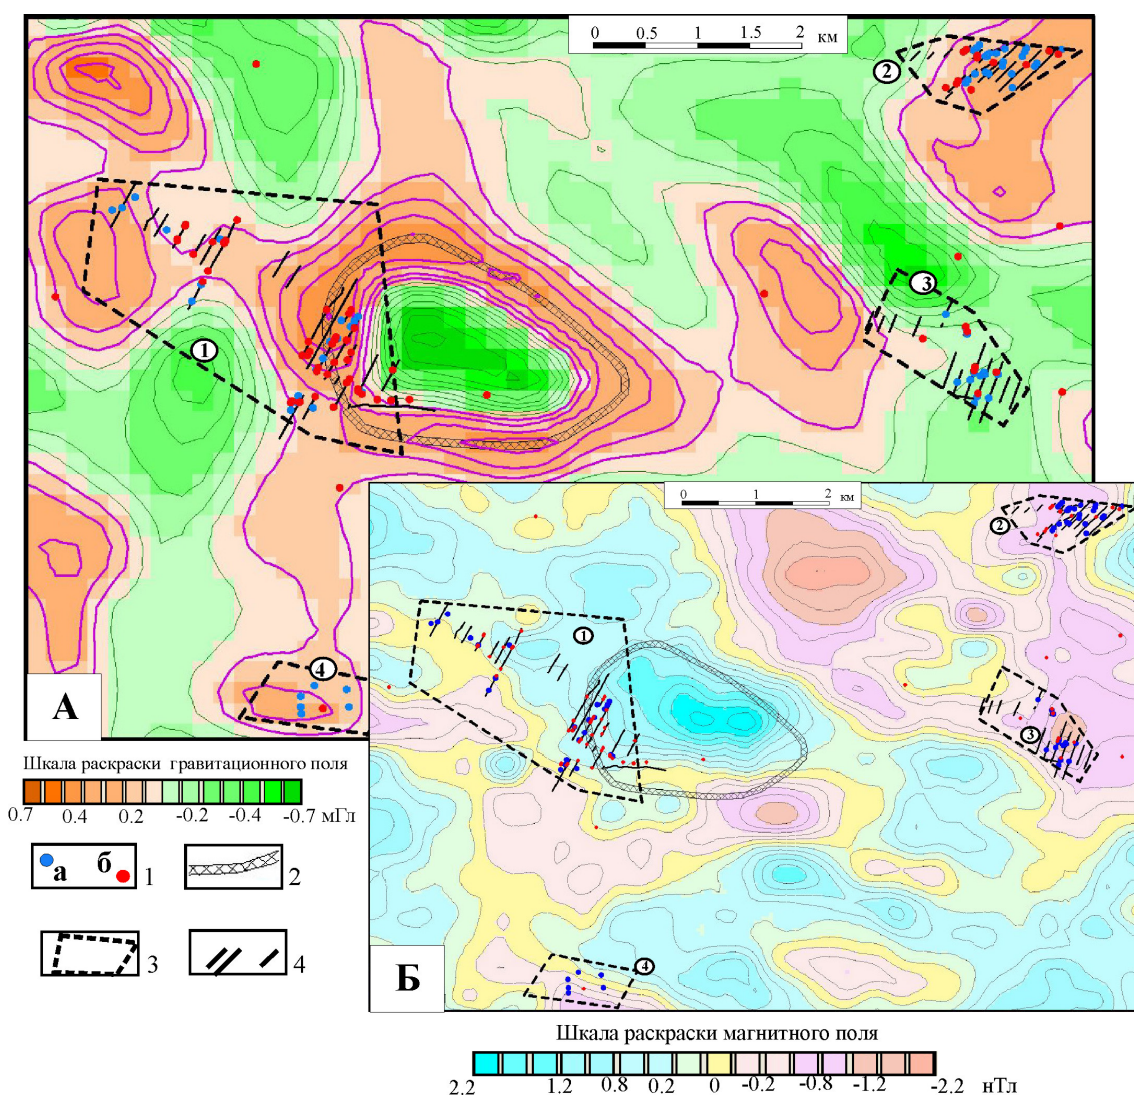 0 0.5 1 1.5 2 км
2
3
1
4
А
0 1 2 км
2
1
3
4
Б
Шкала раскраски гравитационного поля
0.7 0.4 0.2 -0.2 -0.4 -0.7 мГл
а б 1
2
3
4
Шкала раскраски магнитного поля
2.2 1.2 0.8 0.2 0 -0.2 -0.8 -1.2 -2.2 нТл